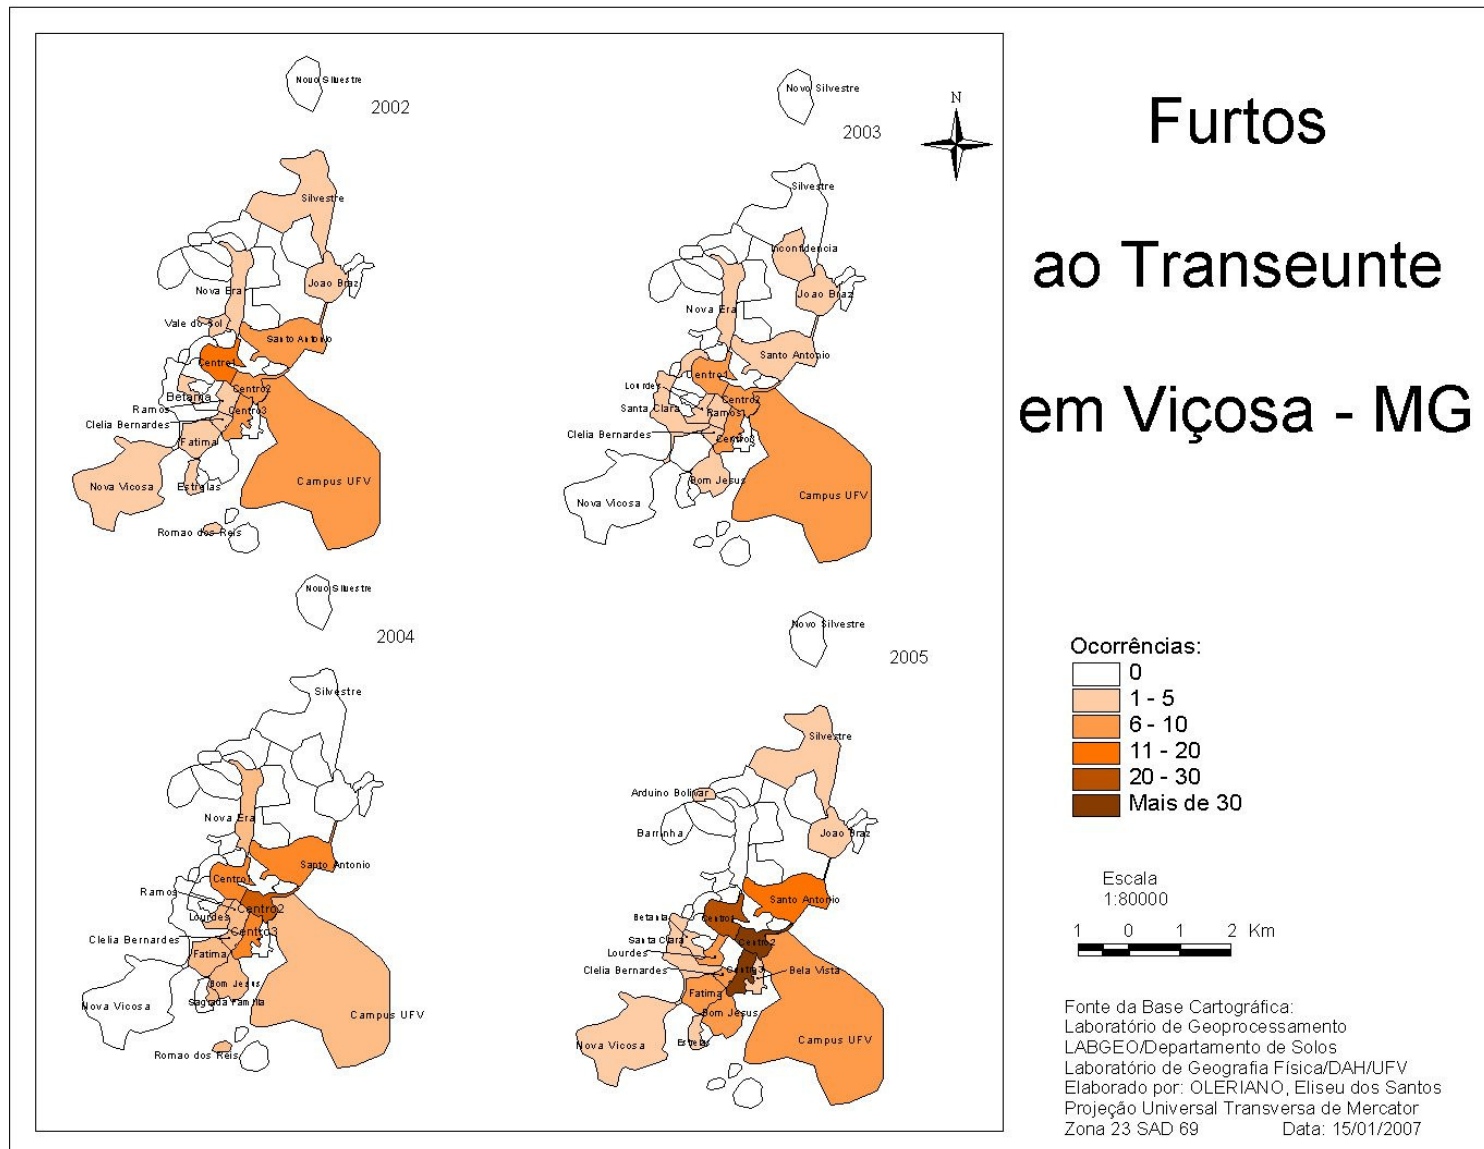 Furtos
ao Transeunte
em Viçosa - MG
Novo Silvestre
2002
Silvestre
Joao Braz
Nova Era
Vale do Sol
Santo Antonio
Centro1
Centro2
Betania
Ramos
Centro3
Clelia Bernardes
Fatima
Nova Vicosa
Estrelas
Campus UFV
Romao dos Reis
Novo Silvestre
2003
N
Silvestre
Inconfidencia
Joao Braz
Nova Era
Santo Antonio
Centro1
Lourdes
Centro2
Santa Clara
Ramos1
Clelia Bernardes
Centro3
Bom Jesus
Nova Vicosa
Campus UFV
Novo Silvestre
2004
Silvestre
Nova Era
Santo Antonio
Centro1
Ramos
Lourdes
Centro2
Centro3
Clelia Bernardes
Fatima
Bom Jesus
Sagrada Familia
Nova Vicosa
Campus UFV
Romao dos Reis
Novo Silvestre
2005
Silvestre
Arduino Bolivar
Barrinha
Joao Braz
Santo Antonio
Betania
Centro1
Santa Clara
Centro2
Lourdes
Clelia Bernardes
Centro3
Bela Vista
Fatima
Bom Jesus
Estrelas
Nova Vicosa
Campus UFV
Ocorrências:
0
1 - 5
6 - 10
11 - 20
20 - 30
Mais de 30
Escala
1:80000
1 0 1 2 Km
Fonte da Base Cartográfica:
Laboratório de Geoprocessamento
LABGEO/Departamento de Solos
Laboratório de Geografia Física/DAH/UFV
Elaborado por: OLERIANO, Eliseu dos Santos
Projeção Universal Transversa de Mercator
Zona 23 SAD 69 Data: 15/01/2007